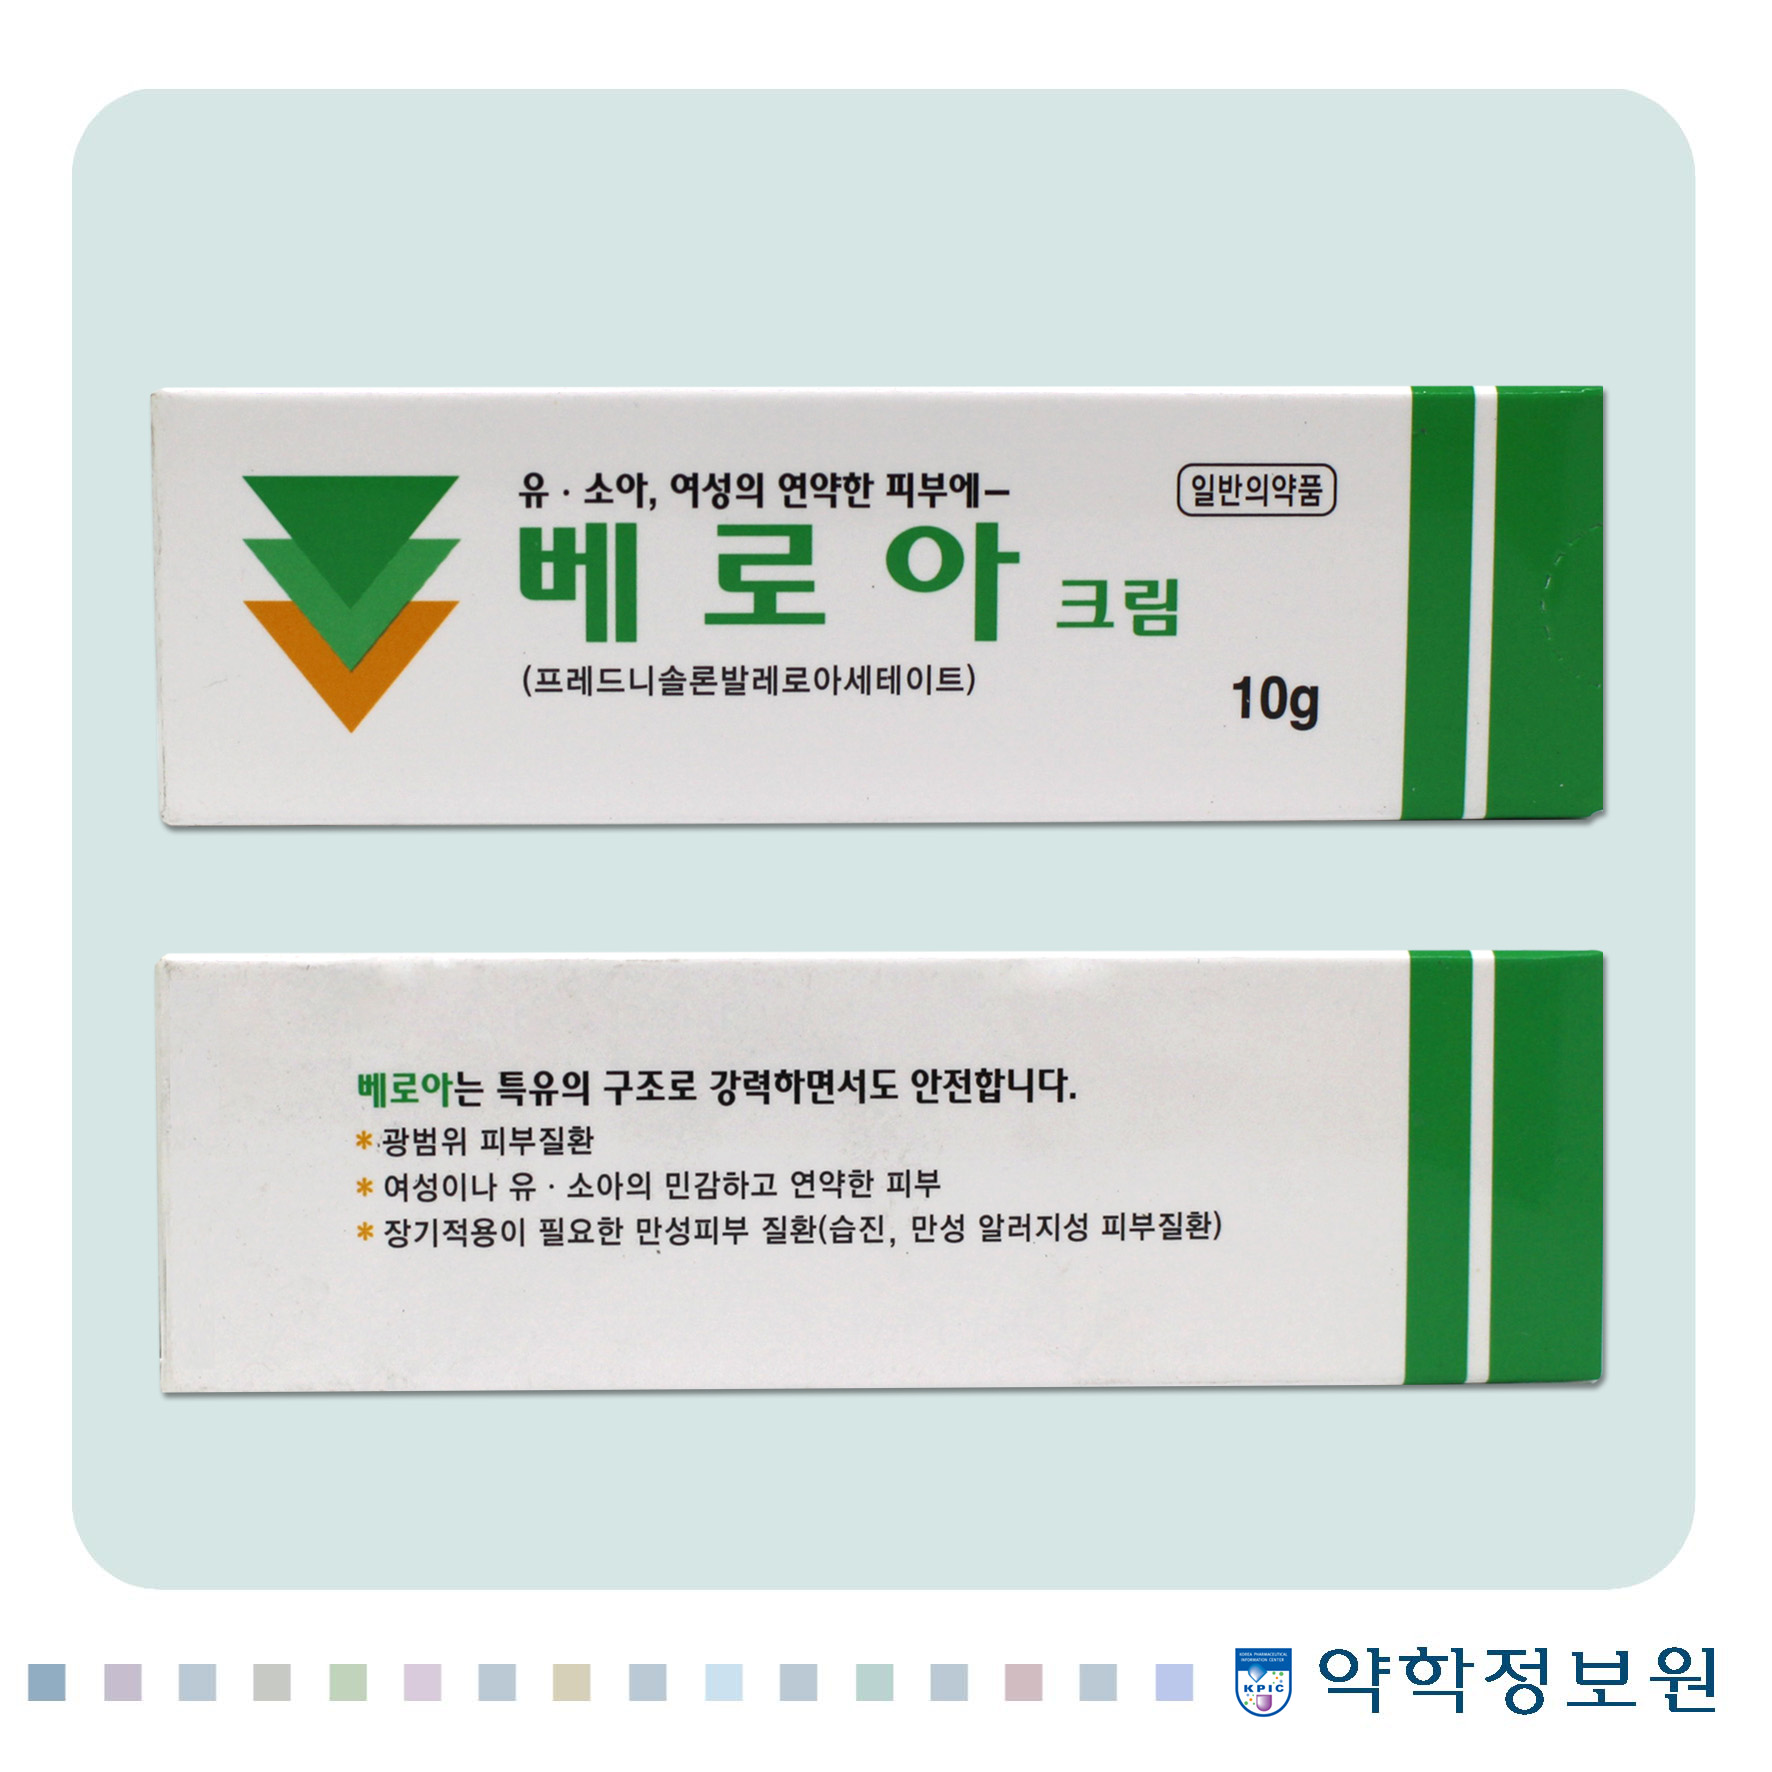 유 · 소아, 여성의 연약한 피부에–
일반의약품
베로아 크림
(프레드니솔론발레로아세테이트)
10g
베로아는 특유의 구조로 강력하면서도 안전합니다.
* 광범위 피부질환
* 여성이나 유 · 소아의 민감하고 연약한 피부
* 장기적용이 필요한 만성피부 질환(습진, 만성 알러지성 피부질환)
KOREA PHARMACEUTICAL
INFORMATION CENTER
KPIC
약학정보원